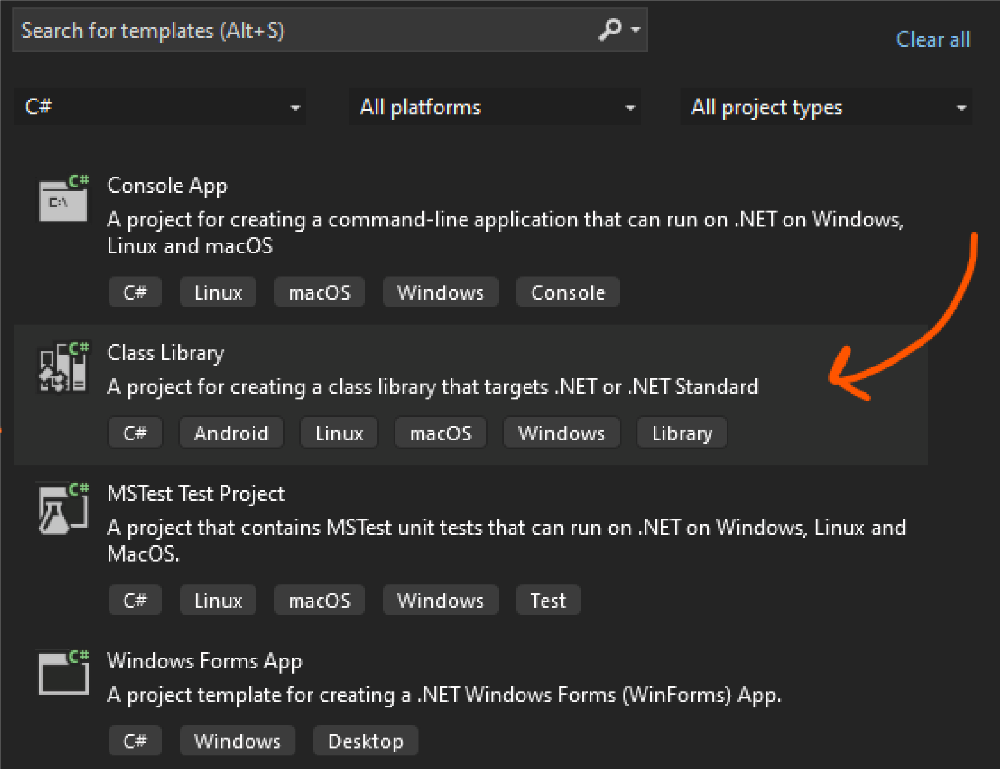 Search for templates (Alt+S)
Clear all
C#
All platforms
All project types
C#
Console App
C:\
A project for creating a command-line application that can run on .NET on Windows,
Linux and macOS
C# Linux macOS Windows Console
C#
Class Library
A project for creating a class library that targets .NET or .NET Standard
C# Android Linux macOS Windows Library
C#
MSTest Test Project
A project that contains MSTest unit tests that can run on .NET on Windows, Linux and
MacOS.
C# Linux macOS Windows Test
C#
Windows Forms App
A project template for creating a .NET Windows Forms (WinForms) App.
C# Windows Desktop